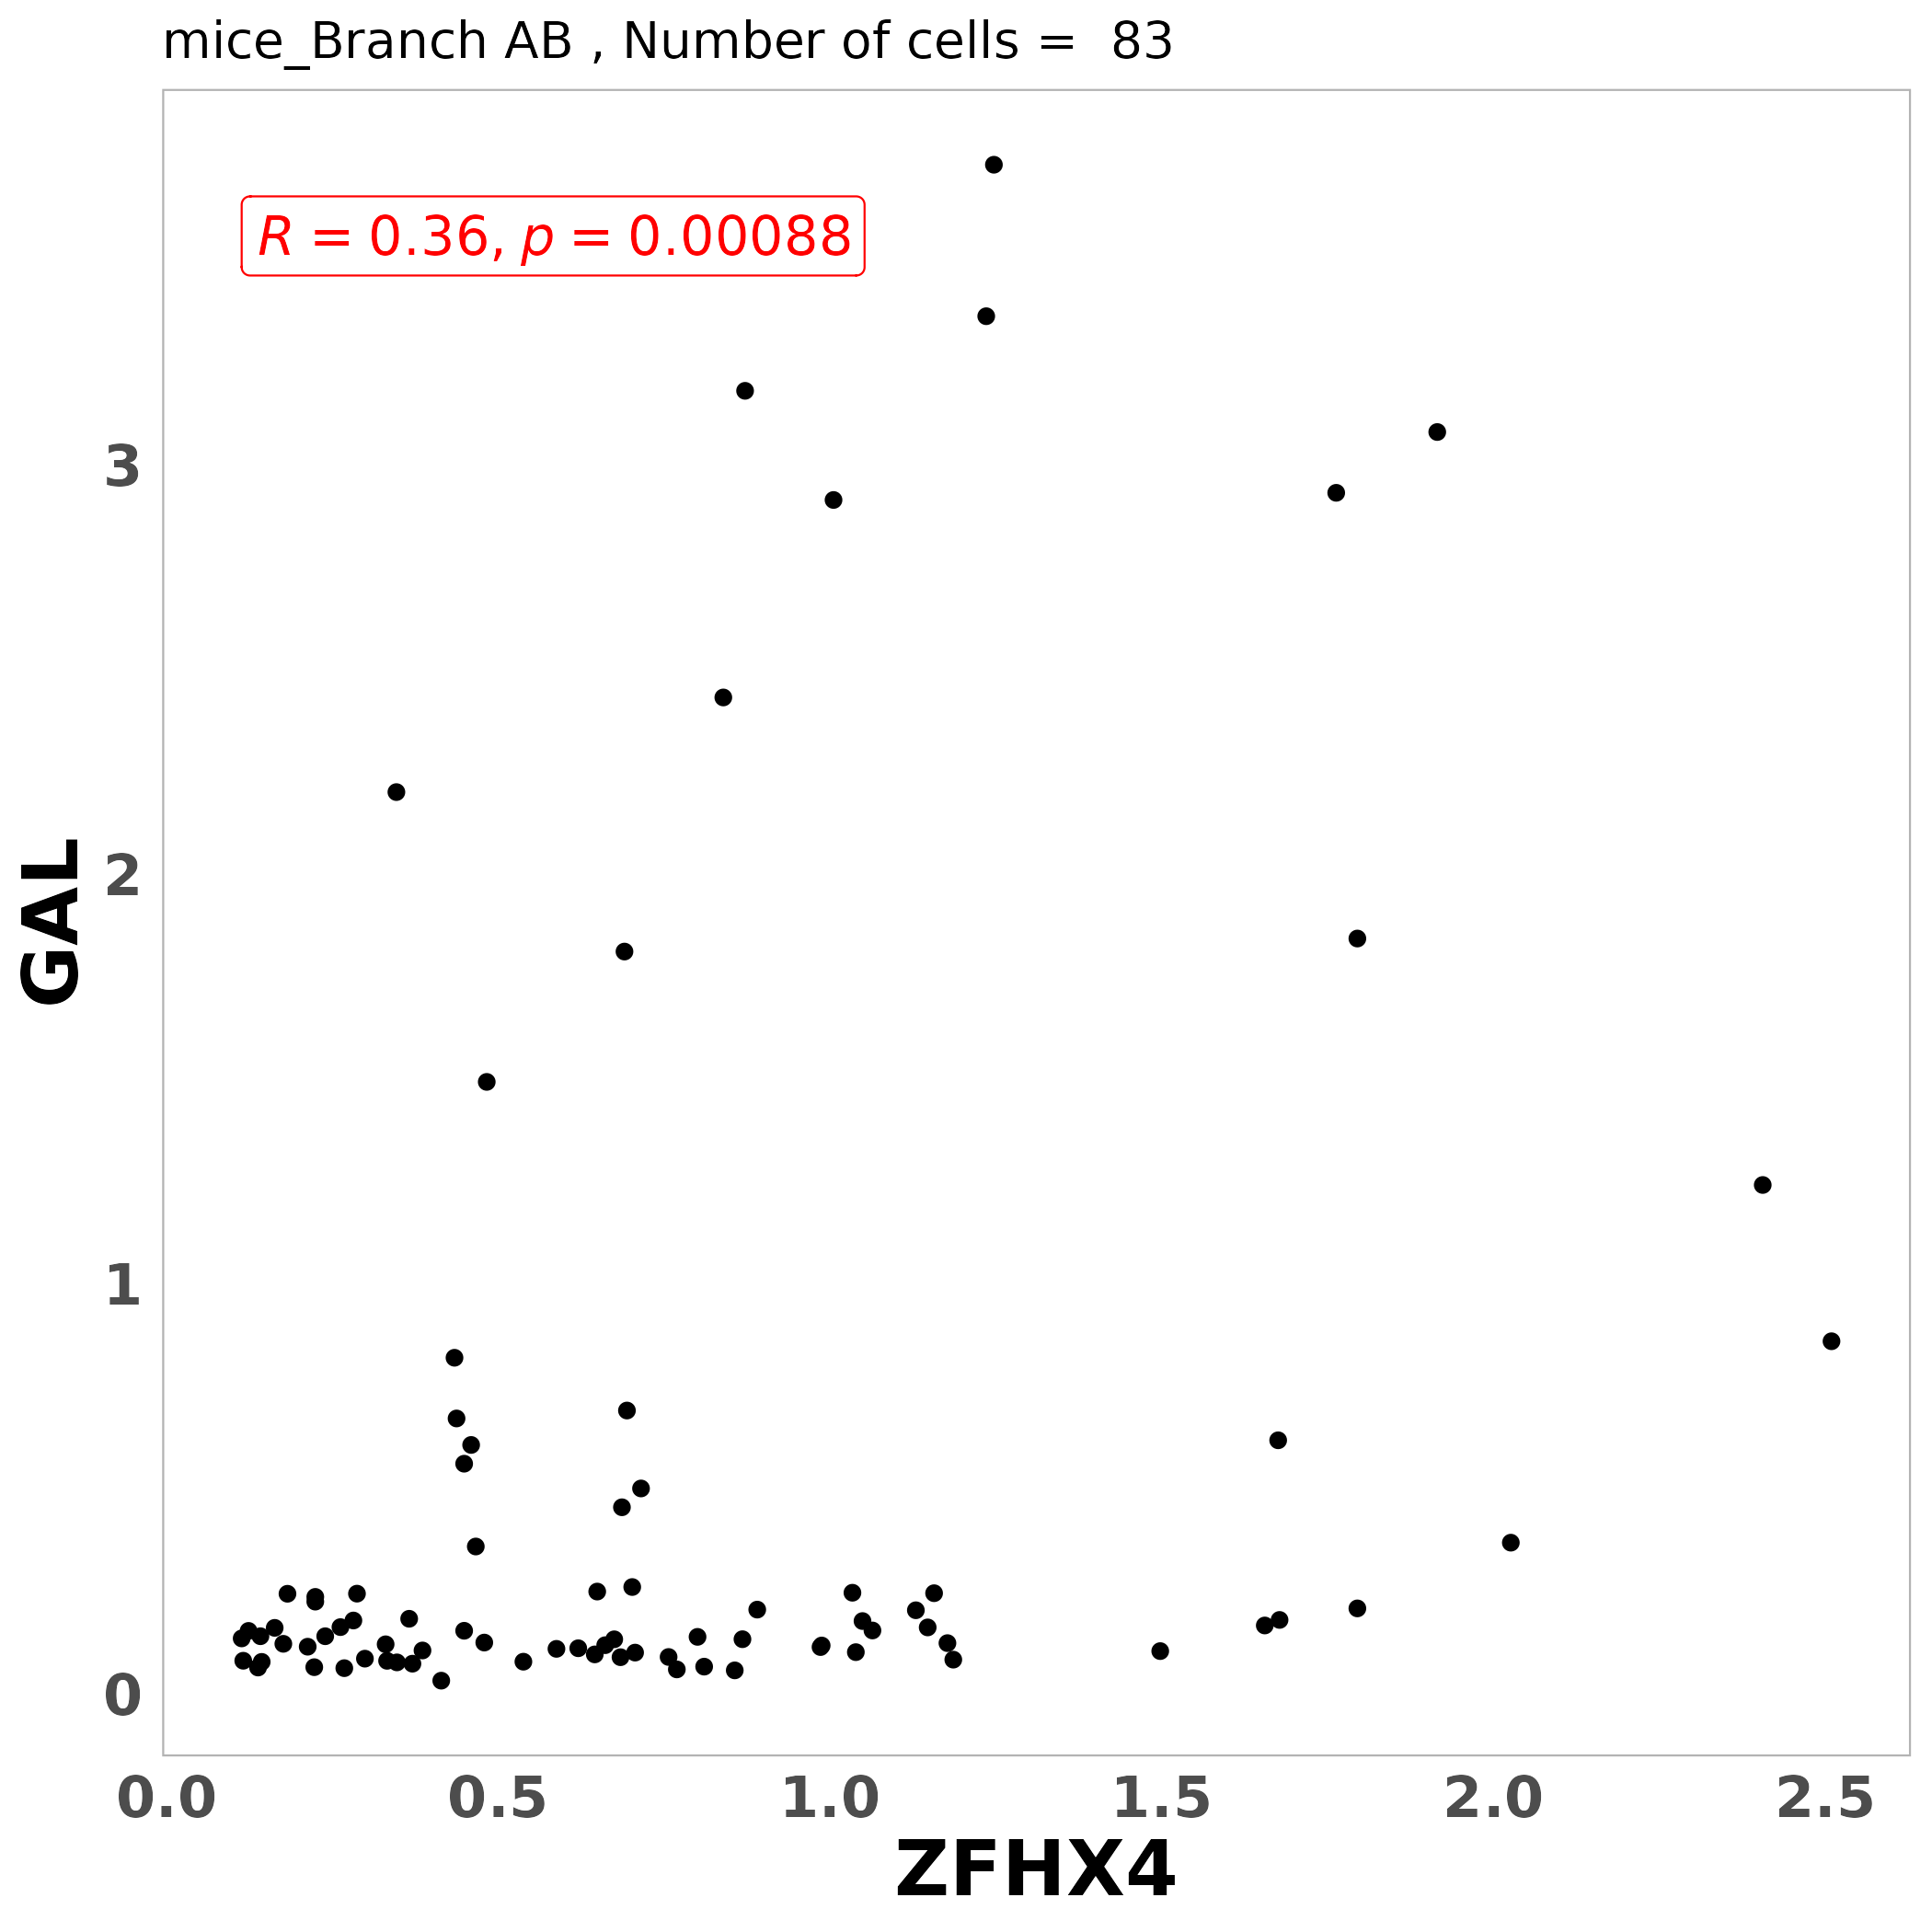 mice_Branch AB , Number of cells =  83
R = 0.36, p = 0.00088
3
2
1
0
GAL
0.0 0.5 1.0 1.5 2.0 2.5
ZFHX4